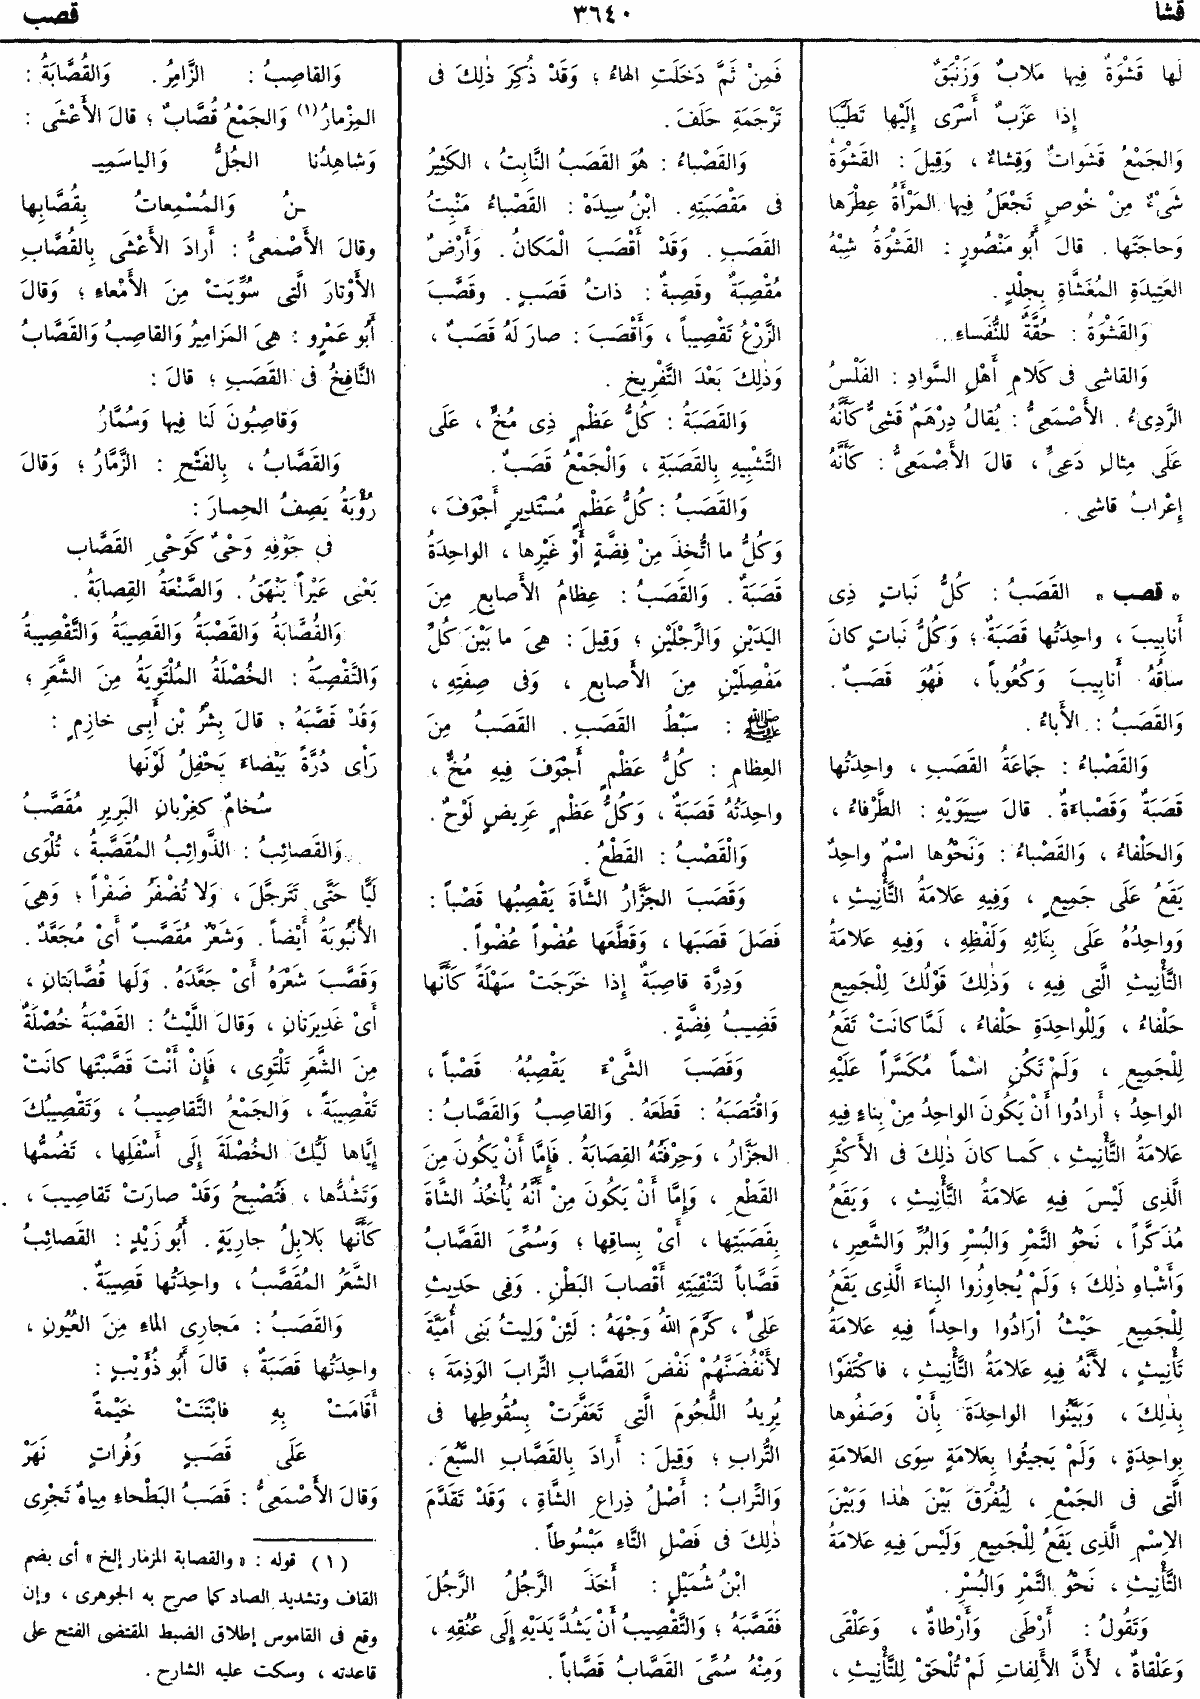 قشا
٣٦٤٠
قصب
لَها قَشْوَةٌ فِيها مَلابٌ وَزَنْبَقٌ
إِذا عَزَبٌ أَسْرَى إِلَيْها تَطَيَّبَا
وَالجَمْعُ قَشَواتٌ وَقِشاءٌ ، وَقِيلَ : القَشْوَةُ
شَىْءٌ مِنْ خُوصٍ تَجْعَلُ فِيها المَرْأَةُ عِطْرَها
وَحاجَتَها . قالَ أَبُو مَنْصُورٍ : القَشْوَةُ شِبْهُ
العَتِيدَةِ المُغَشَّاةِ بِجِلْدٍ .
وَالقَشْوَةُ : حُقَّةٌ لِلنُّفَساءِ .
وَالقاشِى فى كَلامِ أَهْلِ السَّوادِ : الفَلْسُ
الرَّدِىءُ . الأَصْمَعِىُّ : يُقالُ دِرْهَمٌ قَشِىٌّ كَأَنَّهُ
عَلَى مِثالِ دَعِىٍّ ، قالَ الأَصْمَعِىُّ : كَأَنَّهُ
إِعْرابُ قاشِى .
« قصب » القَصَبُ : كُلُّ نَباتٍ ذِى
أَنابِيبَ ، واحِدَتُها قَصَبَةٌ ؛ وَكُلُّ نَباتٍ كانَ
ساقُهُ أَنابِيبَ وَكُعُوباً ، فَهُوَ قَصَبٌ .
وَالقَصَبُ : الأَباءُ .
وَالقَصْباءُ : جَماعَةُ القَصَبِ ، واحِدَتُها
قَصَبَةٌ وَقَصْباءَةٌ . قالَ سِيبَوَيْهِ : الطَّرْفاءُ ،
وَالحَلْفاءُ ، وَالقَصْباءُ : وَنَحْوُها اسْمٌ واحِدٌ
يَقَعُ عَلَى جَمِيعٍ ، وَفِيهِ عَلامَةُ التَّأْنِيثِ ،
وَواحِدُهُ عَلَى بِنائِهِ وَلَفْظِهِ ، وَفِيهِ عَلامَةُ
التَّأْنِيثِ الَّتِى فِيهِ ، وَذٰلِكَ قَوْلُكَ لِلْجَمِيعِ
حَلْفاءُ ، وَلِلْواحِدَةِ حَلْفاءُ ، لَمَّا كانَتْ تَقَعُ
لِلْجَمِيعِ ، وَلَمْ تَكُنِ اسْماً مُكَسَّراً عَلَيْهِ
الواحِدُ ؛ أَرادُوا أَنْ يَكُونَ الواحِدُ مِنْ بِناءٍ فِيهِ
عَلامَةُ التَّأْنِيثِ ، كَما كانَ ذٰلِكَ فى الأَكْثَرِ
الَّذِى لَيْسَ فِيهِ عَلامَةُ التَّأْنِيثِ ، وَيَقَعُ
مُذَكَّراً ، نَحْوُ التَّمْرِ وَالبُسْرِ وَالبُرِّ وَالشَّعِيرِ ،
وَأَشْباهِ ذٰلِكَ ؛ وَلَمْ يُجاوِزُوا البِناءَ الَّذِى يَقَعُ
لِلْجَمِيعِ حَيْثُ أَرادُوا واحِداً فِيهِ عَلامَةُ
تَأْنِيثٍ ، لأَنَّهُ فِيهِ عَلامَةُ التَّأْنِيثِ ، فاكْتَفَوْا
بِذٰلِكَ ، وَبَيَّنُوا الواحِدَةَ بِأَنْ وَصَفُوها
بِواحِدَةٍ ، وَلَمْ يَجِيئُوا بِعَلامَةٍ سِوَى العَلامَةِ
الَّتِى فى الجَمْعِ ، لِيُفْرَقَ بَيْنَ هٰذا وَبَيْنَ
الاِسْمِ الَّذِى يَقَعُ لِلْجَمِيعِ وَلَيْسَ فِيهِ عَلامَةُ
التَّأْنِيثِ ، نَحْوُ التَّمْرِ وَالبُسْرِ .
وَتَقُولُ : أَرْطَى وَأَرْطاةٌ ، وَعَلْقَى
وَعَلْقاةٌ ، لأَنَّ الأَلِفاتِ لَمْ تُلْحَقْ لِلتَّأْنِيثِ ،
فَمِنْ ثَمَّ دَخَلَتِ الهاءُ ؛ وَقَدْ ذُكِرَ ذٰلِكَ فى
تَرْجَمَةِ حَلَفَ .
وَالقَصْباءُ : هُوَ القَصَبُ النَّابِتُ ، الكَثِيرُ
فى مَقْصَبَتِهِ . ابْنُ سِيدَهْ : القَصْباءُ مَنْبِتُ
القَصَبِ . وَقَدْ أَقْصَبَ الْمَكانُ . وَأَرْضٌ
مُقْصِبَةٌ وقَصِبةٌ : ذاتُ قَصَبٍ . وقَصَّبَ
الزَّرْعُ تَقْصِيباً ، وَأَقْصَبَ : صارَ لَهُ قَصَبٌ ،
وَذٰلِكَ بَعْدَ التَّفْرِيخِ .
وَالقَصَبَةُ : كُلُّ عَظْمٍ ذِى مُخٍّ ، عَلَى
التَّشْبِيهِ بِالقَصَبَةِ ، وَالْجَمْعُ قَصَبٌ .
وَالقَصَبُ : كُلُّ عَظْمٍ مُسْتَدِيرٍ أَجْوَفَ ،
وَكُلُّ ما اتُّخِذَ مِنْ فِضَّةٍ أَوْ غَيْرِها ، الواحِدَةُ
قَصَبَةٌ . وَالقَصَبُ : عِظامُ الأَصابِعِ مِنَ
اليَدَيْنِ وَالرِّجْلَيْنِ ؛ وَقِيلَ : هِىَ ما بَيْنَ كُلِّ
مَفْصِلَيْنِ مِنَ الأَصابِعِ ، وَفى صِفَتِهِ ،
ﷺ : سَبْطُ القَصَبِ . القَصَبُ مِنَ
العِظامِ : كُلُّ عَظْمٍ أَجْوَفَ فِيهِ مُخٌّ ،
واحِدَتُهُ قَصَبَةٌ ، وَكُلُّ عَظْمٍ عَرِيضٍ لَوْحٌ .
وَالْقَصْبُ : القَطْعُ .
وَقَصَبَ الجَزَّارُ الشَّاةَ يَقْصِبُها قَصْباً :
فَصَلَ قَصَبَها ، وَقَطَّعَها عُضْواً عُضْواً .
وَدِرَّة قاصِبَةٌ إِذا خَرَجَتْ سَهْلَةً كَأَنَّها
قَضِيبُ فِضَّةٍ .
وَقَصَبَ الشَّىْءَ يَقْصِبُهُ قَصْباً ،
وَاقْتَصَبَهُ : قَطَعَهُ . وَالقاصِبُ وَالقَصَّابُ :
الجَزَّارُ ، وَحِرْفَتُهُ القِصابَةُ . فَإِمَّا أَنْ يَكُونَ مِنَ
القَطْعِ ، وَإِمَّا أَنْ يَكُونَ مِنْ أَنَّهُ يَأْخُذُ الشَّاةَ
بِقَصَبَتِها ، أَىْ بِساقِها ؛ وَسُمِّىَ القَصَّابُ
قَصَّاباً لِتَنْقِيَتِهِ أَقْصابَ البَطْنِ . وَفِى حَدِيثِ
عَلِىٍّ ، كَرَّمَ اللهُ وَجْهَهُ : لَئِنْ وَلِيتُ بَنِى أُمَيَّةَ
لأَنْفُضَنَّهُمْ نَفْضَ القَصَّابِ التِّرابَ الوَذِمَةَ ؛
يُرِيدُ اللُّحُومَ الَّتِى تَعَفَّرَتْ بِسُقُوطِها فى
التُّرابِ ؛ وَقِيلَ : أَرادَ بِالقَصَّابِ السَّبُعَ .
وَالتِّرابُ : أَصْلُ ذِراعِ الشَّاةِ ، وَقَدْ تَقَدَّمَ
ذٰلِكَ فى فَصْلِ التَّاءِ مَبْسُوطاً .
ابْنُ شُمَيْلٍ : أَخَذَ الرَّجُلُ الرَّجُلَ
فَقَصَّبَهُ ؛ وَالتَّقْصِيبُ أَنْ يَشُدَّ يَدَيْهِ إِلَى عُنُقِهِ ،
وَمِنْهُ سُمِّىَ القَصَّابُ قَصَّاباً .
وَالقاصِبُ : الزَّامِرُ . وَالقُصَّابَةُ :
المِزْمارُ (١) وَالجَمْعُ قُصَّابٌ ؛ قالَ الأَعْشَى :
وَشاهِدُنا الجُلُّ وَالياسَمِيـ
ـنُ وَالمُسْمِعاتُ بِقُصَّابِها
وقالَ الأَصْمَعىُّ : أَرادَ الأَعْشَى بِالقُصَّابِ
الأَوْتارَ الَّتِى سُوِّيَتْ مِنَ الأَمْعاءِ ؛ وَقالَ
أَبُو عَمْرٍو : هِىَ المَزامِيرُ وَالقاصِبُ وَالقَصَّابُ
النَّافِخُ فى القَصَبِ ؛ قالَ :
وَقاصِبُونَ لَنا فِيها وَسُمَّارُ
وَالقَصَّابُ ، بِالفَتْحِ : الزَّمَّارُ ؛ وَقالَ
رُؤْبَةُ يَصِفُ الحِمارَ :
فِي جَوْفِهِ وَحْىٌ كَوَحْىِ القَصَّاب
يَعْنِى عَيْراً يَنْهَقُ . وَالصَّنْعَةُ القِصابَةُ .
وَالقُصَّابَةُ وَالقَصْبَةُ وَالقَصِيبَةُ وَالتَّقْصِيبةُ
وَالتَّقْصِبَةُ : الخُصْلَةُ المُلْتَوِيَةُ مِنَ الشَّعَرِ ؛
وَقَدْ قَصَّبَهُ ؛ قالَ بِشْرُ بْن أَبِى خازِمٍ :
رَأَى دُرَّةً بَيْضاءَ يَحْفِلُ لَوْنَها
سُخامٌ كغِرْبانِ البَرِيرِ مُقَصَّبُ
وَالقَصائِبُ : الذَّوائِبُ المُقَصَّبةُ ، تُلْوَى
لَيًّا حَتَّى تَتَرَجَّلَ ، وَلا تُضْفَرُ ضَفْراً ؛ وَهِىَ
الأُنْبُوبَةُ أَيْضاً . وَشَعْرٌ مُقَصَّبٌ أَىْ مُجَعَّدٌ .
وَقَصَّبَ شَعْرَهُ أَىْ جَعَّدَهُ . وَلَها قُصَّابَتانِ ،
أَىْ غَدِيرَتانِ ، وَقالَ اللَّيْثُ : القَصْبَةُ خُصْلَةٌ
مِنَ الشَّعَرِ تَلْتَوِى ، فَإِنْ أَنْتَ قَصَّبْتَها كانَتْ
تَقْصِيبَةً ، وَالجَمْعُ التَّقاصِيبُ ، وَتَقْصِيبُكَ
إِيَّاها لَيُّكَ الخُصْلَةَ إِلَى أَسْفَلِها ، تَضُمُّها
وَتَشُدُّها ، فَتُصْبِحُ وَقَدْ صارَتْ تَقاصِيبَ ،
كَأَنَّها بَلابِلُ جارِيَةٍ . أَبُو زَيْدٍ : القَصائِبُ
الشَّعَرُ المُقَصَّبُ ، واحِدَتُها قَصِيبَةٌ .
وَالقَصَبُ : مَجارِى الماءِ مِنَ العُيُونِ ،
واحِدَتُها قَصَبَةٌ ؛ قالَ أَبُو ذُؤَيْبٍ :
أَقامَتْ بِهِ فابْتَنَتْ خَيْمَةً
عَلَى قَصَبٍ وَفُراتٍ نَهَرْ
وَقالَ الأَصْمَعِىُّ : قَصَبُ البَطْحاءِ مِياهٌ تَجْرِى
( ١ ) قوله : « والقصابة المزمار إلخ » أى بضم
القاف وتشديد الصاد كما صرح به الجوهرى ، وإن
وقع فى القاموس إطلاق الضبط المقتضى الفتح على
قاعدته ، وسكت عليه الشارح .